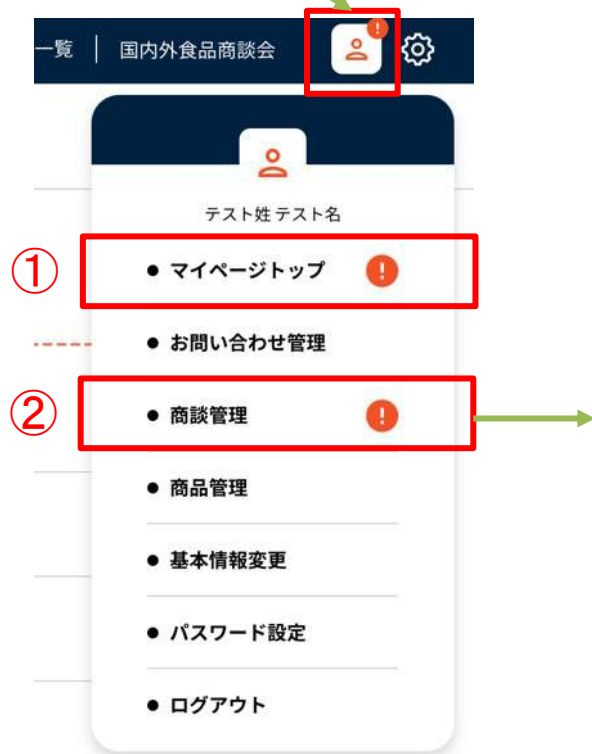 一覧 | 国内外食品商談会 !
テスト姓 テスト名
① ● マイページトップ !
● お問い合わせ管理
② ● 商談管理 !
● 商品管理
● 基本情報変更
● パスワード設定
● ログアウト